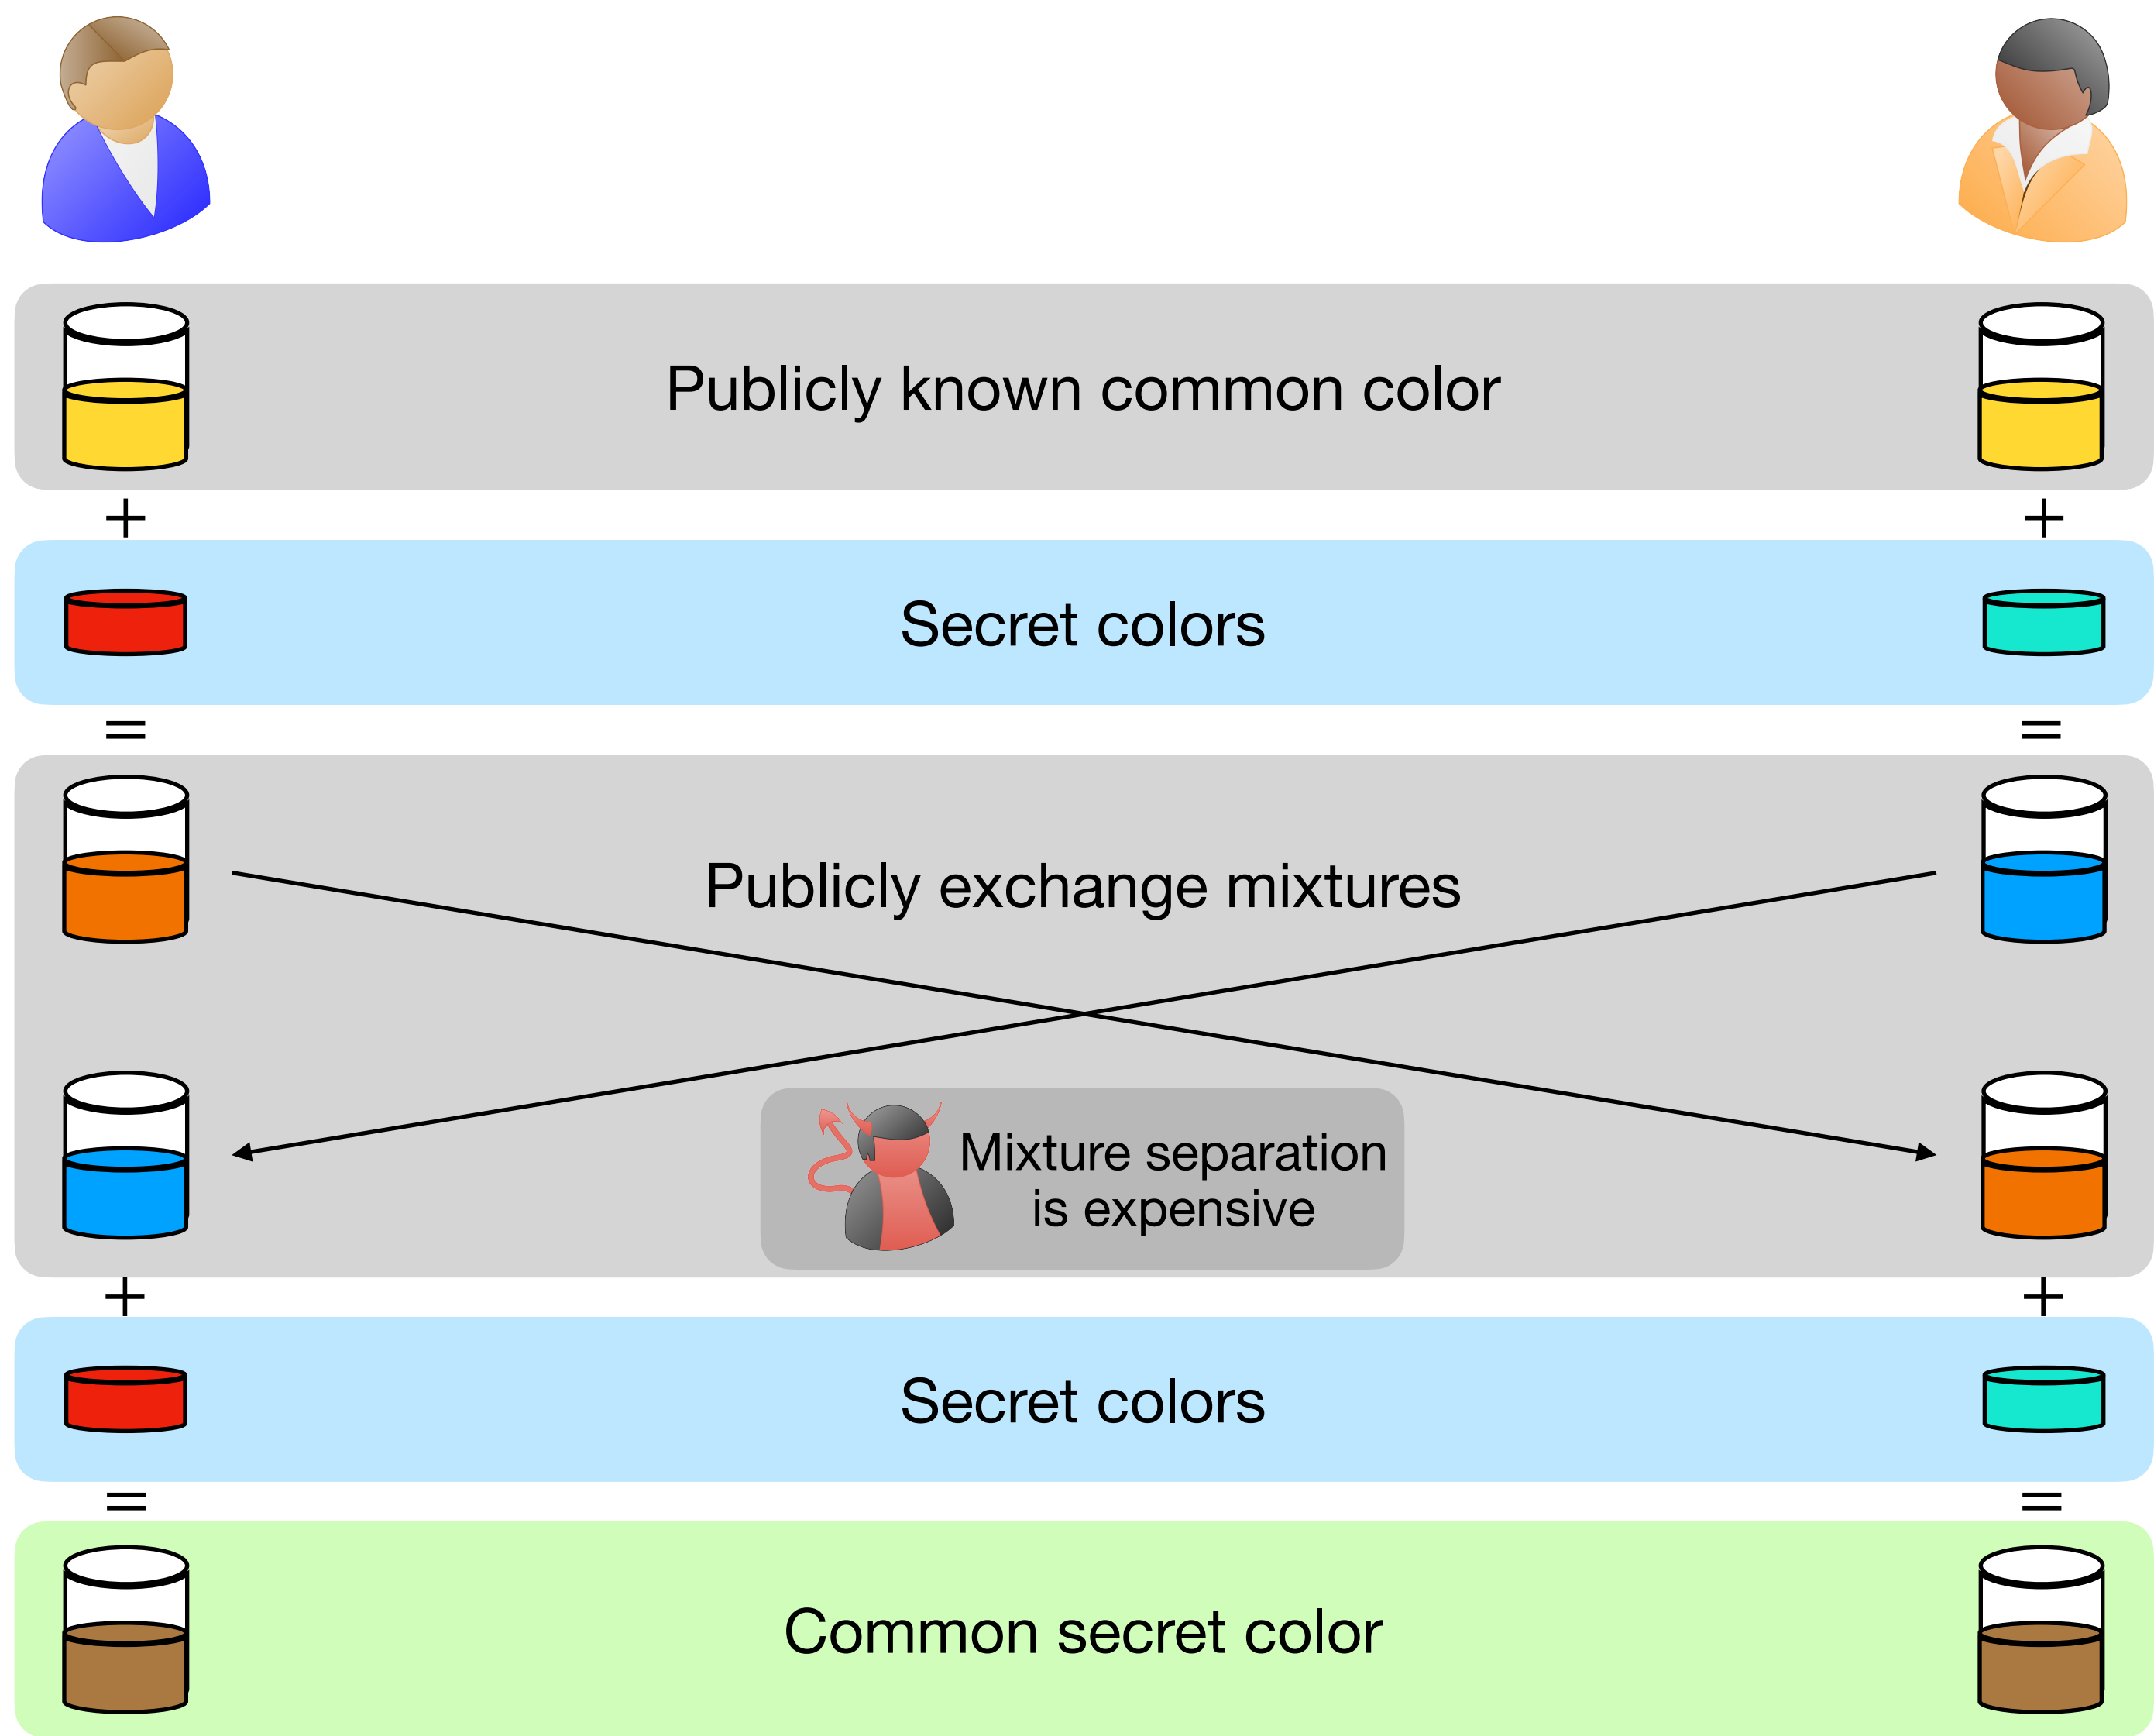 Publicly known common color
+ +
Secret colors
= =
Publicly exchange mixtures
Mixture separation
is expensive
+ +
Secret colors
= =
Common secret color